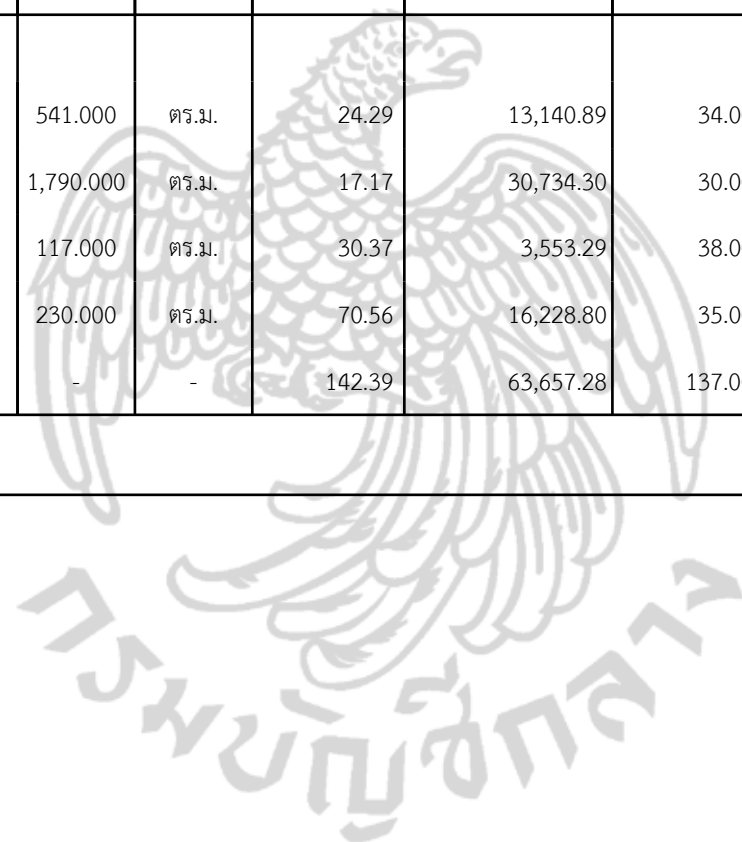 541.000 ตร.ม. 24.29 13,140.89 34.0
1,790.000 ตร.ม. 17.17 30,734.30 30.0
117.000 ตร.ม. 30.37 3,553.29 38.0
230.000 ตร.ม. 70.56 16,228.80 35.0
- - 142.39 63,657.28 137.0
กรมบัญชีกลาง